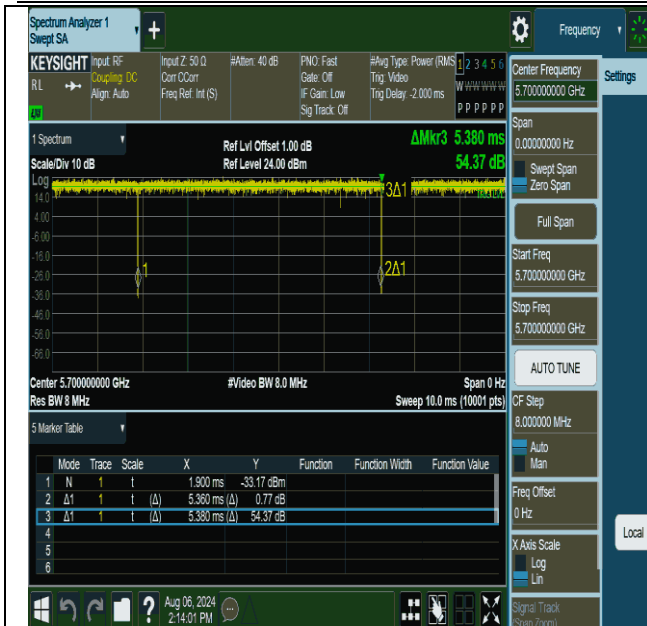 Spectrum Analyzer 1
Swept SA
Frequency
KEYSIGHT
RL
Input: RF
Coupling: DC
Align: Auto
Input Z: 50 Ω
Corr CCorr
Freq Ref: Int (S)
#Atten: 40 dB
PNO: Fast
Gate: Off
IF Gain: Low
Sig Track: Off
#Avg Type: Power (RMS
Trig: Video
Trig Delay: -2.000 ms
1 2 3 4 5 6
W W W W W W
P P P P P P
1 Spectrum
Scale/Div 10 dB
Ref Lvl Offset 1.00 dB
Ref Level 24.00 dBm
ΔMkr3 5.380 ms
54.37 dB
Log
14.0
4.00
-6.00
-16.0
-26.0
-36.0
-46.0
-56.0
-66.0
3Δ1
1
2Δ1
Center 5.700000000 GHz
#Video BW 8.0 MHz
Span 0 Hz
Res BW 8 MHz
Sweep 10.0 ms (10001 pts)
5 Marker Table
Mode Trace Scale X Y Function Function Width Function Value
1 N 1 t 1.900 ms -33.17 dBm
2 Δ1 1 t (Δ) 5.360 ms (Δ) 0.77 dB
3 Δ1 1 t (Δ) 5.380 ms (Δ) 54.37 dB
4
5
6
Aug 06, 2024
2:14:01 PM
Center Frequency
5.700000000 GHz
Span
0.00000000 Hz
Swept Span
Zero Span
Full Span
Start Freq
5.700000000 GHz
Stop Freq
5.700000000 GHz
AUTO TUNE
CF Step
8.000000 MHz
Auto
Man
Freq Offset
0 Hz
X Axis Scale
Log
Lin
Signal Track
(Span Zoom)
Settings
Local